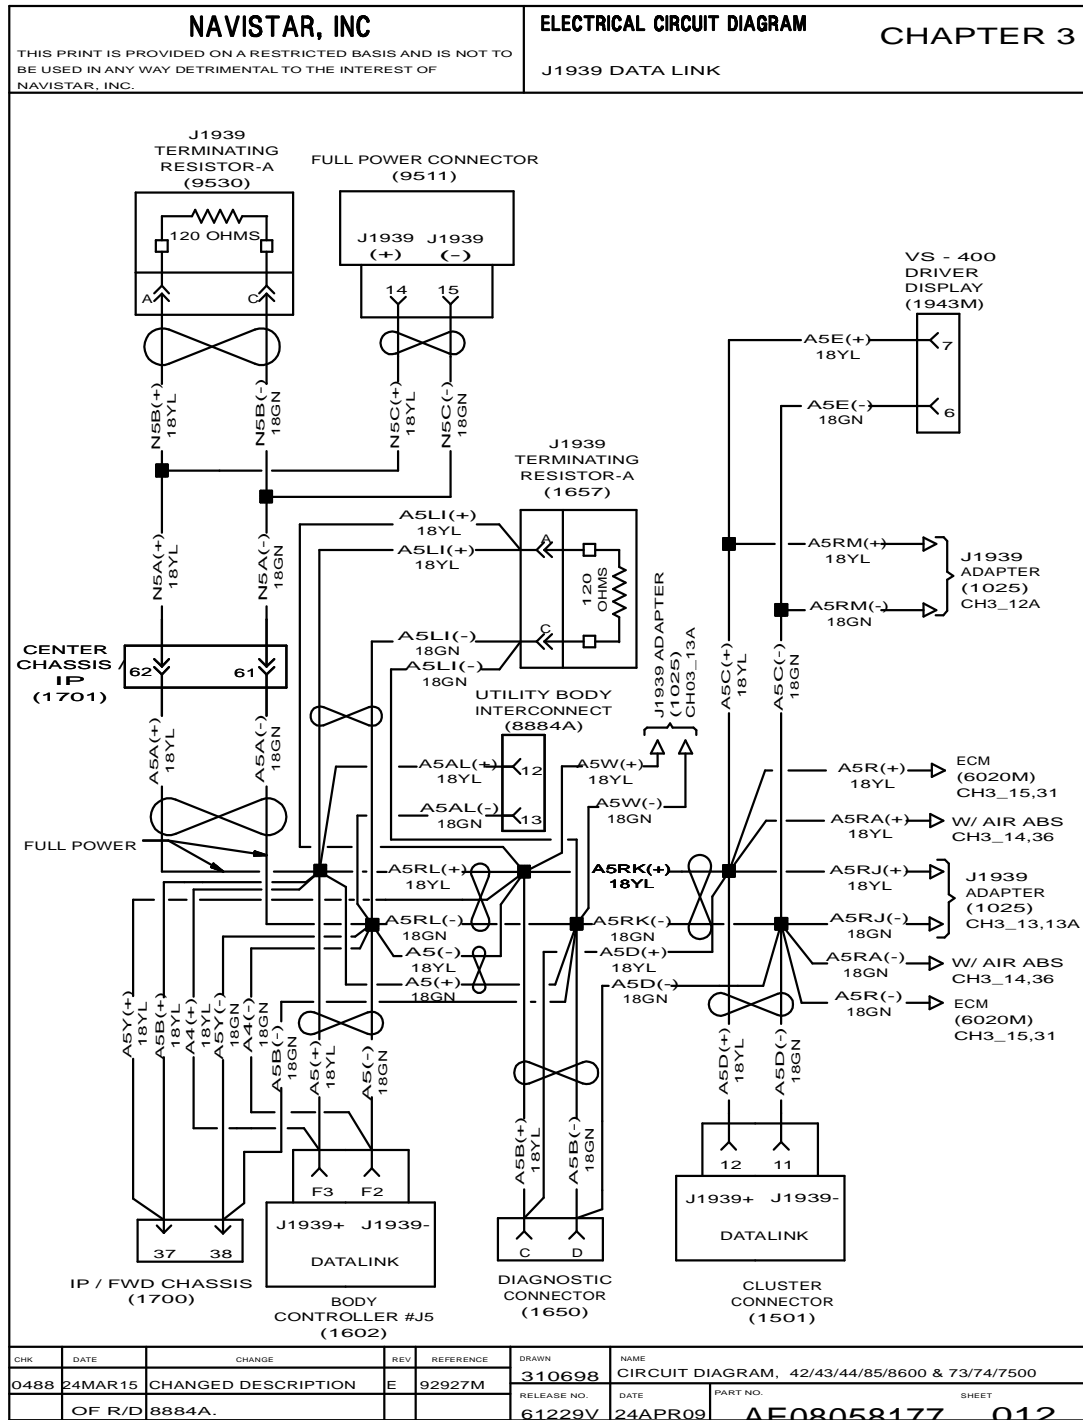 NAVISTAR, INC
THIS PRINT IS PROVIDED ON A RESTRICTED BASIS AND IS NOT TO
BE USED IN ANY WAY DETRIMENTAL TO THE INTEREST OF
NAVISTAR, INC.
ELECTRICAL CIRCUIT DIAGRAM
J1939 DATA LINK
CHAPTER 3
J1939
TERMINATING
RESISTOR-A
(9530)
120 OHMS
A
C
FULL POWER CONNECTOR
(9511)
J1939
(+)
J1939
(-)
14
15
VS - 400
DRIVER
DISPLAY
(1943M)
7
6
A5E(+)
18YL
A5E(-)
18GN
N5B(+)
18YL
N5B(-)
18GN
N5C(+)
18YL
N5C(-)
18GN
J1939
TERMINATING
RESISTOR-A
(1657)
A
C
120
OHMS
A5LI(+)
18YL
A5LI(+)
18YL
A5LI(-)
18GN
A5LI(-)
18GN
N5A(+)
18YL
N5A(-)
18GN
A5RM(+)
18YL
A5RM(-)
18GN
J1939
ADAPTER
(1025)
CH3_12A
CENTER
CHASSIS /
IP
(1701)
62
61
J1939 ADAPTER
(1025)
CH03_13A
A5C(+)
18YL
A5C(-)
18GN
UTILITY BODY
INTERCONNECT
(8884A)
12
13
A5AL(+)
18YL
A5AL(-)
18GN
A5W(+)
18YL
A5W(-)
18GN
A5A(+)
18YL
A5A(-)
18GN
FULL POWER
A5R(+)
18YL
ECM
(6020M)
CH3_15,31
A5RA(+)
18YL
W/ AIR ABS
CH3_14,36
A5RL(+)
18YL
A5RK(+)
18YL
A5RJ(+)
18YL
J1939
ADAPTER
(1025)
CH3_13,13A
A5RL(-)
18GN
A5RK(-)
18GN
A5RJ(-)
18GN
A5(-)
18YL
A5D(+)
18YL
A5RA(-)
18GN
W/ AIR ABS
CH3_14,36
A5(+)
18GN
A5D(-)
18GN
A5R(-)
18GN
ECM
(6020M)
CH3_15,31
A5Y(+)
18YL
A5B(+)
18YL
A4(+)
18YL
A5Y(-)
18GN
A4(-)
18GN
A5B(-)
18GN
A5(+)
18YL
A5(-)
18GN
A5B(+)
18YL
A5B(-)
18GN
A5D(+)
18YL
A5D(-)
18GN
37
38
IP / FWD CHASSIS
(1700)
F3
F2
J1939+
J1939-
DATALINK
BODY
CONTROLLER #J5
(1602)
C
D
DIAGNOSTIC
CONNECTOR
(1650)
12
11
J1939+
J1939-
DATALINK
CLUSTER
CONNECTOR
(1501)
CHK
DATE
CHANGE
REV
REFERENCE
0488
24MAR15
CHANGED DESCRIPTION
E
92927M
OF R/D
8884A.
DRAWN
310698
NAME
CIRCUIT DIAGRAM, 42/43/44/85/8600 & 73/74/7500
RELEASE NO.
61229V
DATE
24APR09
PART NO.
AE08058177
SHEET
012